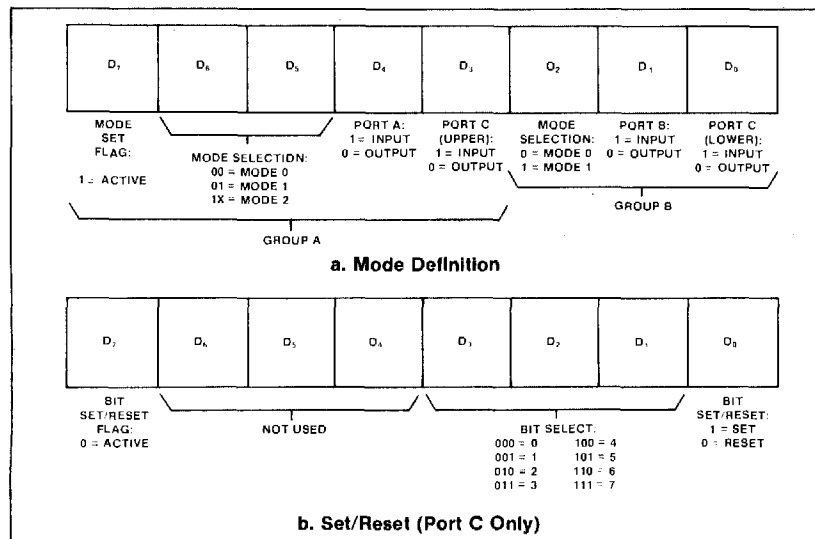 D7 D6 D5 D4 D3 O2 D1 D0
MODE
SET
FLAG:
1 = ACTIVE
MODE SELECTION:
00 = MODE 0
01 = MODE 1
1X = MODE 2
PORT A:
1 = INPUT
0 = OUTPUT
PORT C
(UPPER):
1 = INPUT
0 = OUTPUT
MODE
SELECTION:
0 = MODE 0
1 = MODE 1
PORT B:
1 = INPUT
0 = OUTPUT
PORT C
(LOWER):
1 = INPUT
0 = OUTPUT
GROUP A
GROUP B
a. Mode Definition
D7 D6 D5 O4 D3 D2 D1 O0
BIT
SET/RESET
FLAG:
0 = ACTIVE
NOT USED
BIT SELECT:
000 = 0 100 = 4
001 = 1 101 = 5
010 = 2 110 = 6
011 = 3 111 = 7
BIT
SET/RESET:
1 = SET
0 = RESET
b. Set/Reset (Port C Only)